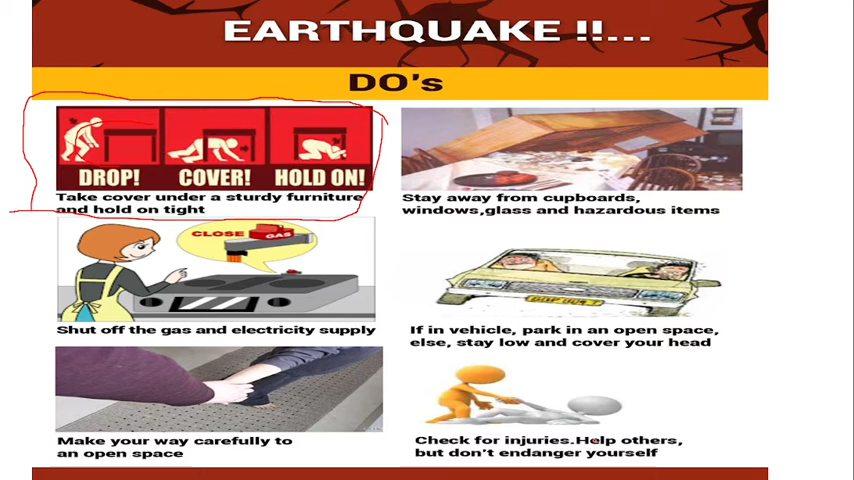 EARTHQUAKE !!...
DO's
DROP! COVER! HOLD ON!
Take cover under a sturdy furniture
and hold on tight
Stay away from cupboards,
windows,glass and hazardous items
CLOSE GAS
Shut off the gas and electricity supply
If in vehicle, park in an open space,
else, stay low and cover your head
Make your way carefully to
an open space
Check for injuries.Help others,
but don't endanger yourself